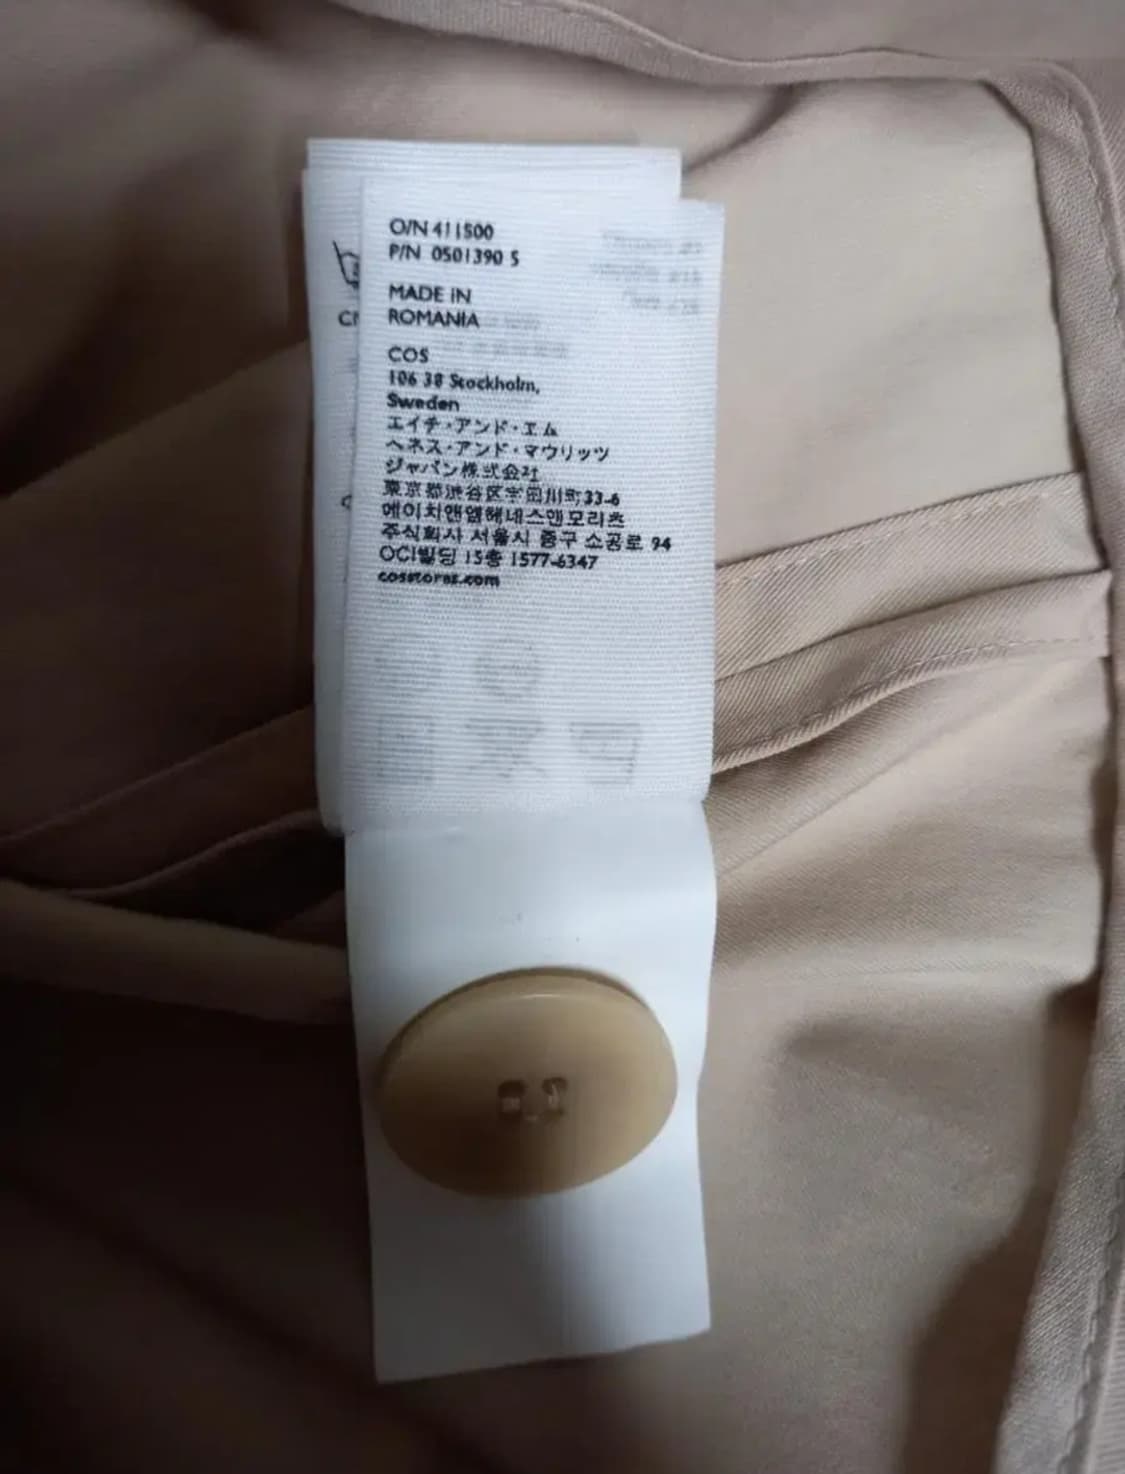 O/N 411500
P/N 0501390 S
MADE IN
ROMANIA
COS
106 38 Stockholm,
Sweden
エイチ・アンド・エム
ヘネス・アンド・マウリッツ
ジャパン株式会社
東京都渋谷区宇田川町33-6
에이치앤엠헤네스앤모리츠
주식회사 서울시 중구 소공로 94
OCI빌딩 15층 1577-6347
cosstores.com